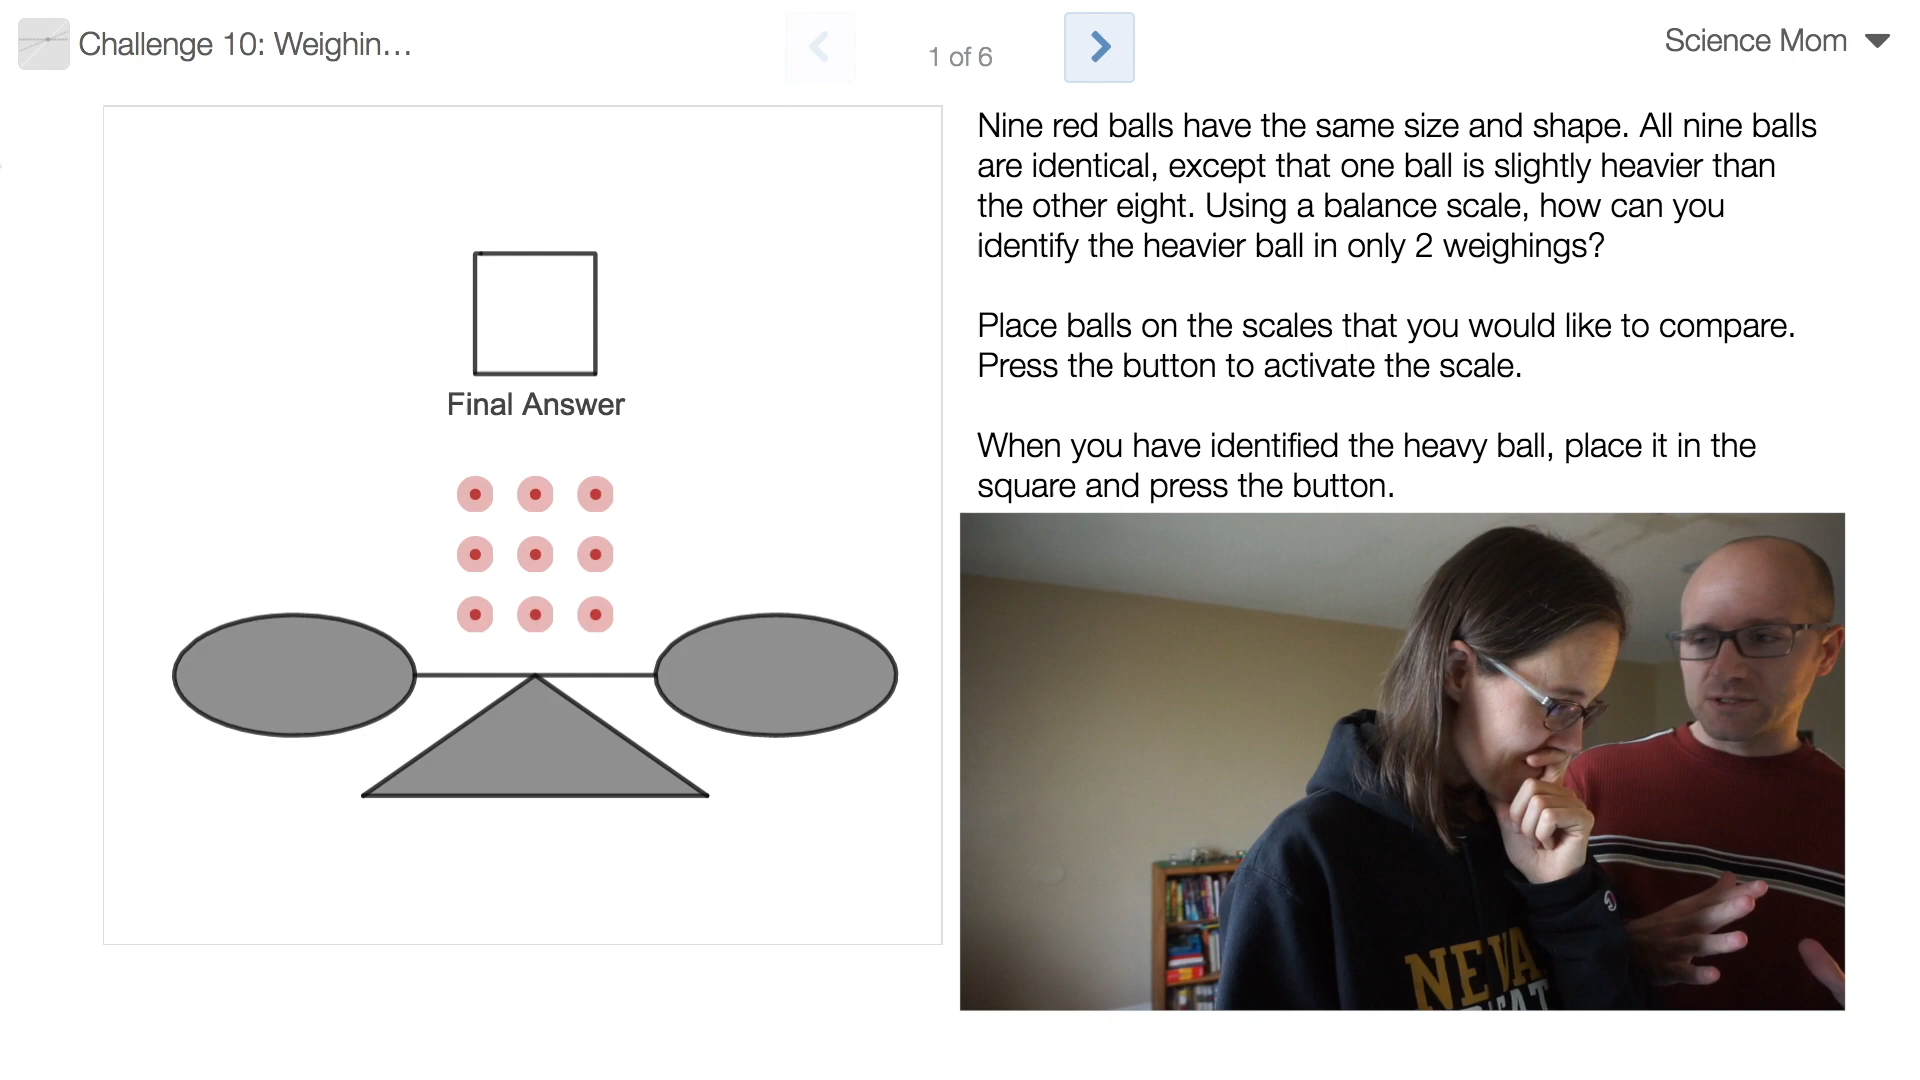 Challenge 10: Weighin...
1 of 6
Science Mom
Nine red balls have the same size and shape. All nine balls
are identical, except that one ball is slightly heavier than
the other eight. Using a balance scale, how can you
identify the heavier ball in only 2 weighings?
Place balls on the scales that you would like to compare.
Press the button to activate the scale.
When you have identified the heavy ball, place it in the
square and press the button.
Final Answer